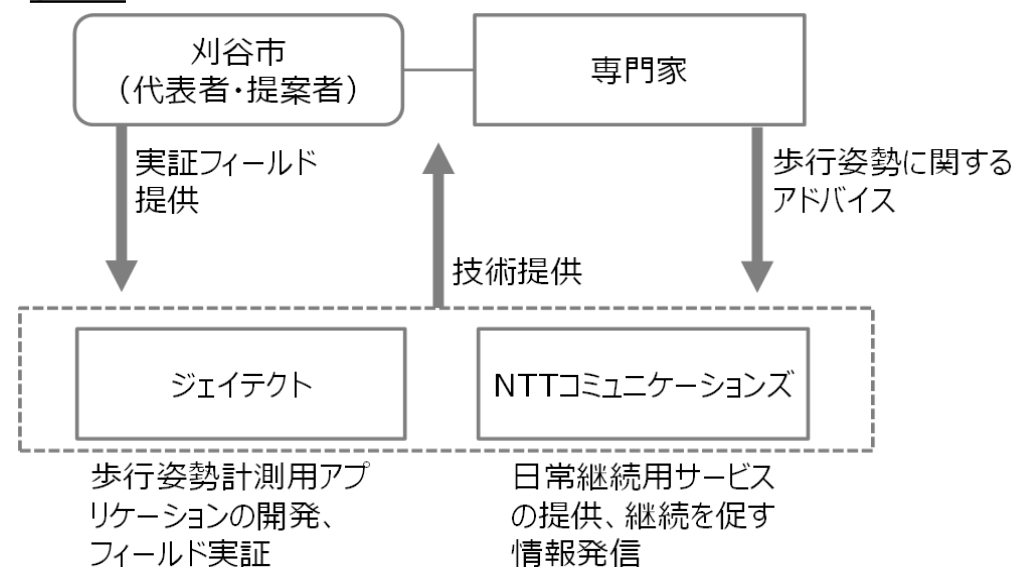 刈谷市
（代表者・提案者）
専門家
実証フィールド
提供
歩行姿勢に関する
アドバイス
技術提供
ジェイテクト
NTTコミュニケーションズ
歩行姿勢計測用アプ
リケーションの開発、
フィールド実証
日常継続用サービス
の提供、継続を促す
情報発信